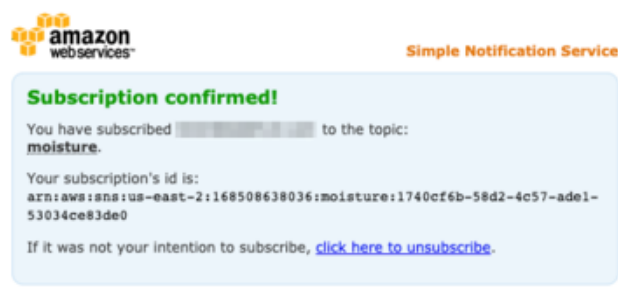 amazon
webservices™
Simple Notification Service
Subscription confirmed!
You have subscribed to the topic:
moisture.
Your subscription's id is:
arn:aws:sns:us-east-2:168508638036:moisture:1740cf6b-58d2-4c57-ade1-
53034ce83de0
If it was not your intention to subscribe, click here to unsubscribe.